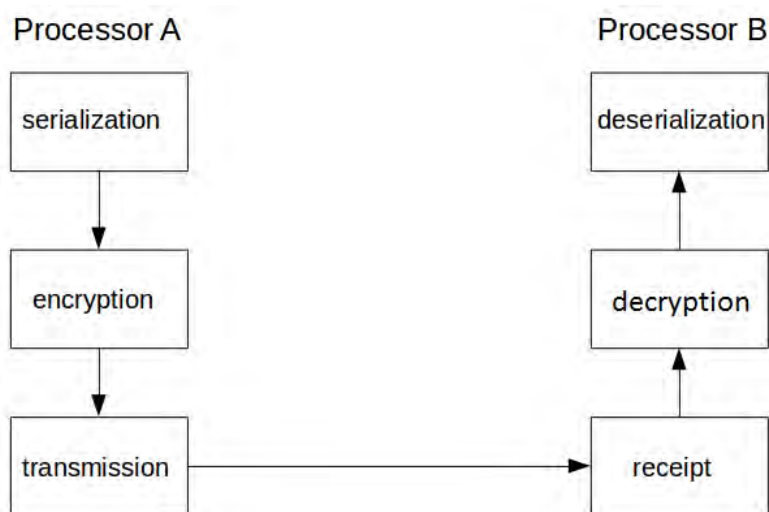 Processor A
Processor B
serialization
deserialization
encryption
decryption
transmission
receipt